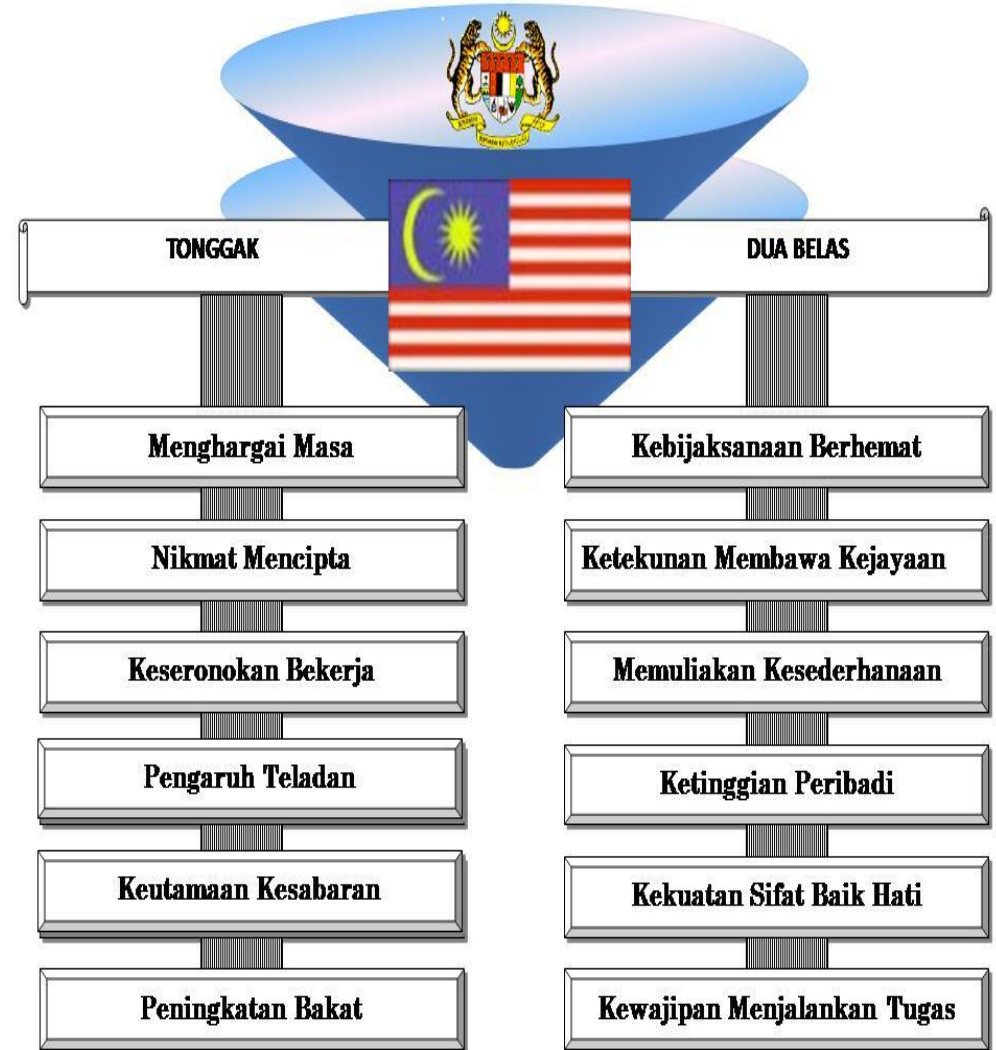 TONGGAK
DUA BELAS
Menghargai Masa
Nikmat Mencipta
Keseronokan Bekerja
Pengaruh Teladan
Keutamaan Kesabaran
Peningkatan Bakat
Kebijaksanaan Berhemat
Ketekunan Membawa Kejayaan
Memuliakan Kesederhanaan
Ketinggian Peribadi
Kekuatan Sifat Baik Hati
Kewajipan Menjalankan Tugas